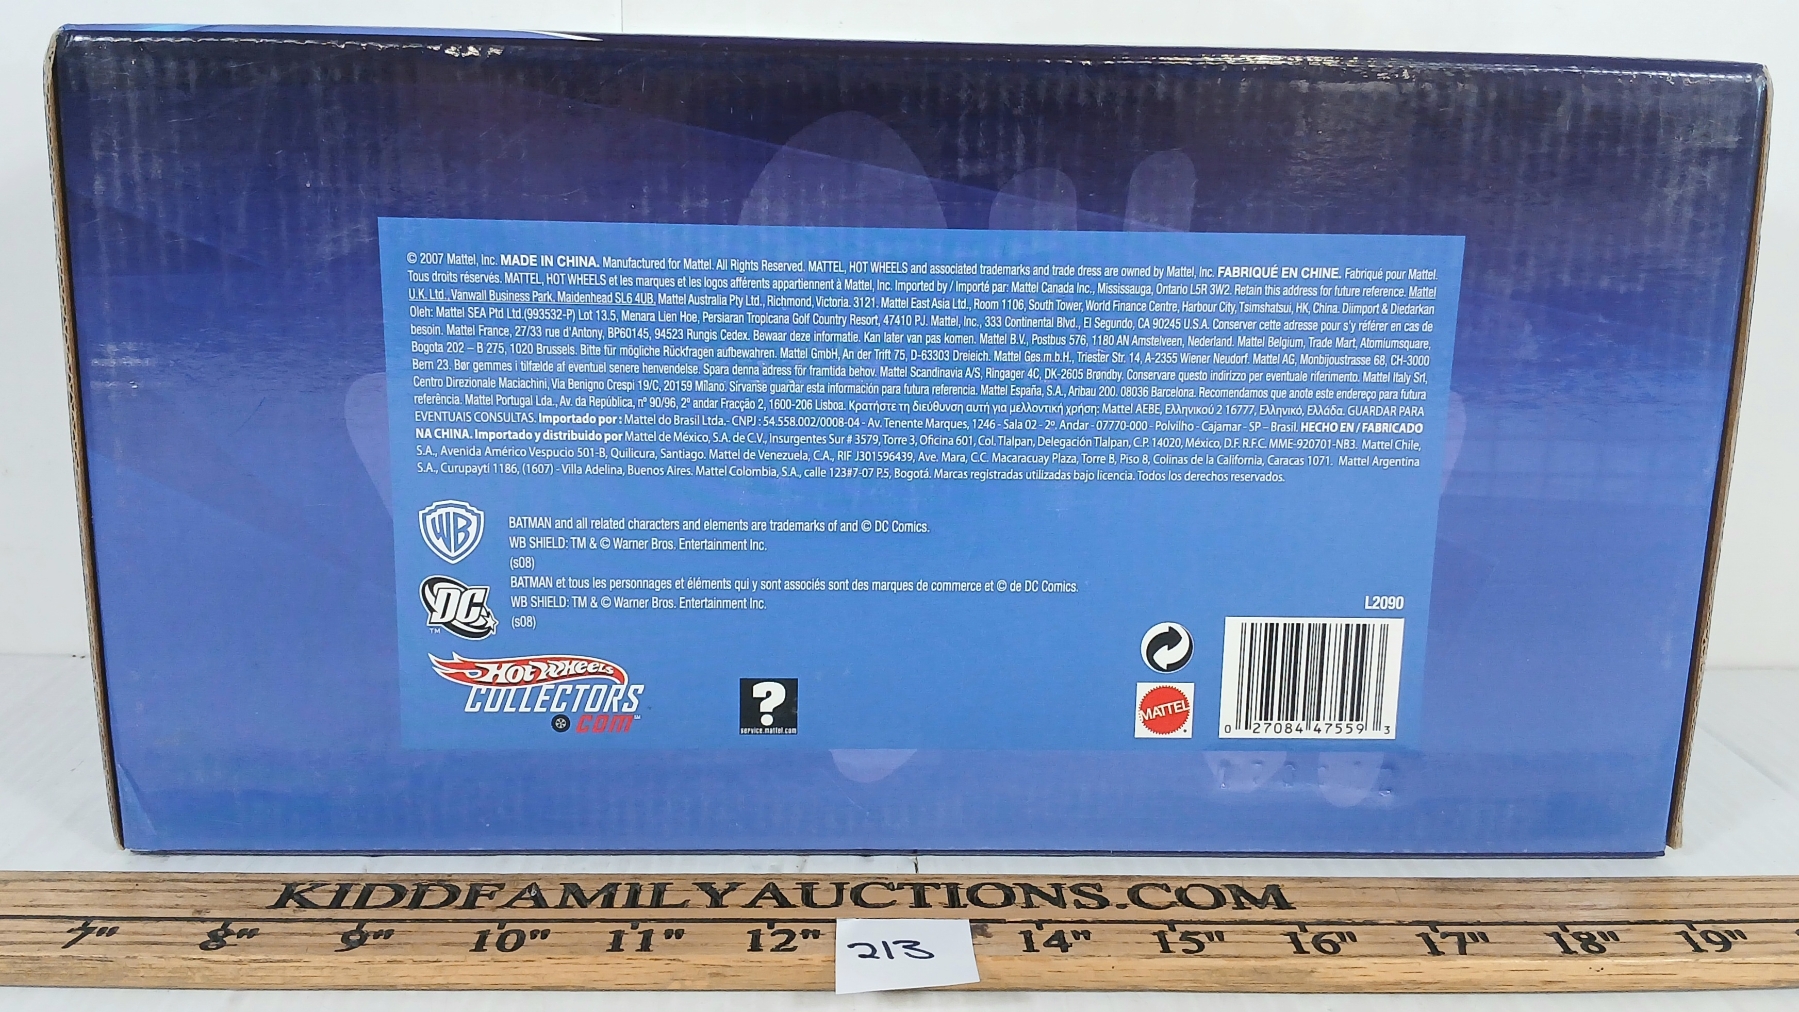 © 2007 Mattel, Inc. MADE IN CHINA. Manufactured for Mattel. All Rights Reserved. MATTEL, HOT WHEELS and associated trademarks and trade dress are owned by Mattel, Inc. FABRIQUÉ EN CHINE. Fabriqué pour Mattel.
Tous droits réservés. MATTEL, HOT WHEELS et les marques et les logos afférents appartiennent à Mattel, Inc. Imported by / Importé par: Mattel Canada Inc., Mississauga, Ontario L5R 3W2. Retain this address for future reference. Mattel
U.K. Ltd., Vanwall Business Park, Maidenhead SL6 4UB. Mattel Australia Pty Ltd., Richmond, Victoria. 3121. Mattel East Asia Ltd., Room 1106, South Tower, World Finance Centre, Harbour City, Tsimshatsui, HK, China. Diimport & Diedarkan
Oleh: Mattel SEA Ptd Ltd.(993532-P) Lot 13.5, Menara Lien Hoe, Persiaran Tropicana Golf Country Resort, 47410 PJ. Mattel, Inc., 333 Continental Blvd., El Segundo, CA 90245 U.S.A. Conserver cette adresse pour s'y référer en cas de
besoin. Mattel France, 27/33 rue d'Antony, BP60145, 94523 Rungis Cedex. Bewaar deze informatie. Kan later van pas komen. Mattel B.V., Postbus 576, 1180 AN Amstelveen, Nederland. Mattel Belgium, Trade Mart, Atomiumsquare,
Bogota 202 – B 275, 1020 Brussels. Bitte für mögliche Rückfragen aufbewahren. Mattel GmbH, An der Trift 75, D-63303 Dreieich. Mattel Ges.m.b.H., Triester Str. 14, A-2355 Wiener Neudorf. Mattel AG, Monbijoustrasse 68, CH-3000
Bern 23. Bør gemmes i tilfælde af eventuel senere henvendelse. Spara denna adress för framtida behov. Mattel Scandinavia A/S, Ringager 4C, DK-2605 Brøndby. Conservare questo indirizzo per eventuale riferimento. Mattel Italy Srl,
Centro Direzionale Maciachini, Via Benigno Crespi 19/C, 20159 Milano. Sirvanse guardar esta información para futura referencia. Mattel España, S.A., Aribau 200. 08036 Barcelona. Recomendamos que anote este endereço para futura
referência. Mattel Portugal Lda., Av. da República, nº 90/96, 2º andar Fracção 2, 1600-206 Lisboa. Κρατήστε τη διεύθυνση αυτή για μελλοντική χρήση: Mattel AEBE, Ελληνικού 2 16777, Ελληνικό, Ελλάδα. GUARDAR PARA
EVENTUAIS CONSULTAS. Importado por : Mattel do Brasil Ltda.- CNPJ : 54.558.002/0008-04 - Av. Tenente Marques, 1246 - Sala 02 - 2º. Andar - 07770-000 - Polvilho - Cajamar - SP – Brasil. HECHO EN / FABRICADO
NA CHINA. Importado y distribuido por Mattel de México, S.A. de C.V., Insurgentes Sur # 3579, Torre 3, Oficina 601, Col. Tlalpan, Delegación Tlalpan, C.P. 14020, México, D.F. R.F.C. MME-920701-NB3. Mattel Chile,
S.A., Avenida Américo Vespucio 501-B, Quilicura, Santiago. Mattel de Venezuela, C.A., RIF J301596439, Ave. Mara, C.C. Macaracuay Plaza, Torre B, Piso 8, Colinas de la California, Caracas 1071. Mattel Argentina
S.A., Curupaytí 1186, (1607) - Villa Adelina, Buenos Aires. Mattel Colombia, S.A., calle 123#7-07 P.5, Bogotá. Marcas registradas utilizadas bajo licencia. Todos los derechos reservados.
WB
BATMAN and all related characters and elements are trademarks of and © DC Comics.
WB SHIELD: TM & © Warner Bros. Entertainment Inc.
(s08)
DC
TM
BATMAN et tous les personnages et éléments qui y sont associés sont des marques de commerce et © de DC Comics.
WB SHIELD: TM & © Warner Bros. Entertainment Inc.
(s08)
HOT WHEELS
COLLECTORS
.COM
?
service.mattel.com
MATTEL
L2090
0 27084 47559 3
KIDDFAMILYAUCTIONS.COM
7" 8" 9" 10" 11" 12" 213 14" 15" 16" 17" 18" 19"